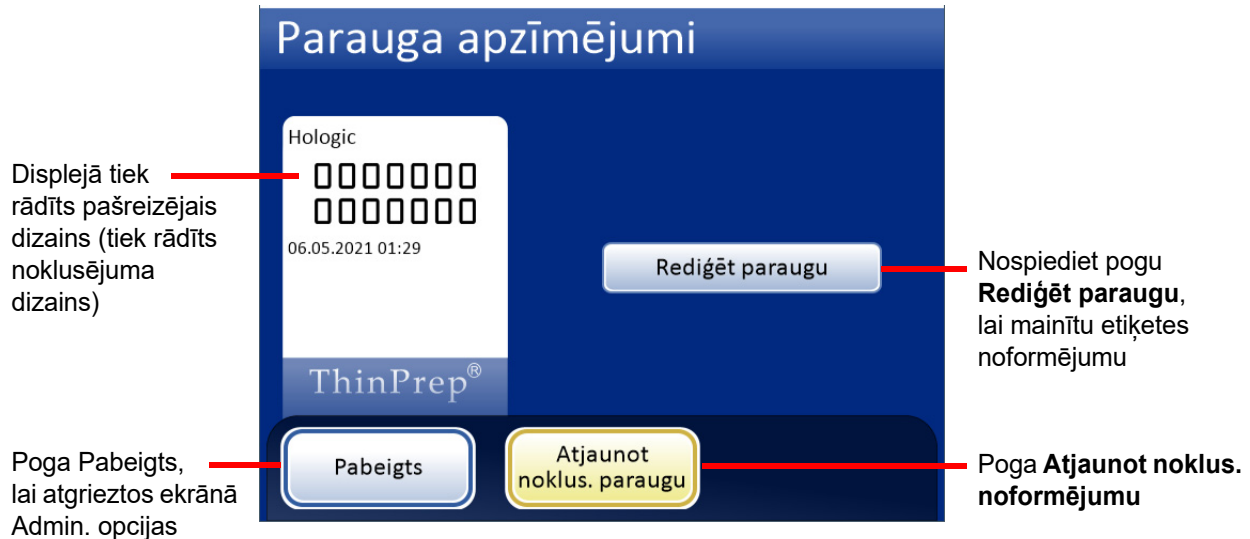 Parauga apzīmējumi
Hologic
0000000
0000000
06.05.2021 01:29
ThinPrep®
Rediģēt paraugu
Pabeigts
Atjaunot
noklus. paraugu
Displejā tiek
rādīts pašreizējais
dizains (tiek rādīts
noklusējuma
dizains)
Poga Pabeigts,
lai atgrieztos ekrānā
Admin. opcijas
Nospiediet pogu
Rediģēt paraugu,
lai mainītu etiķetes
noformējumu
Poga Atjaunot noklus.
noformējumu